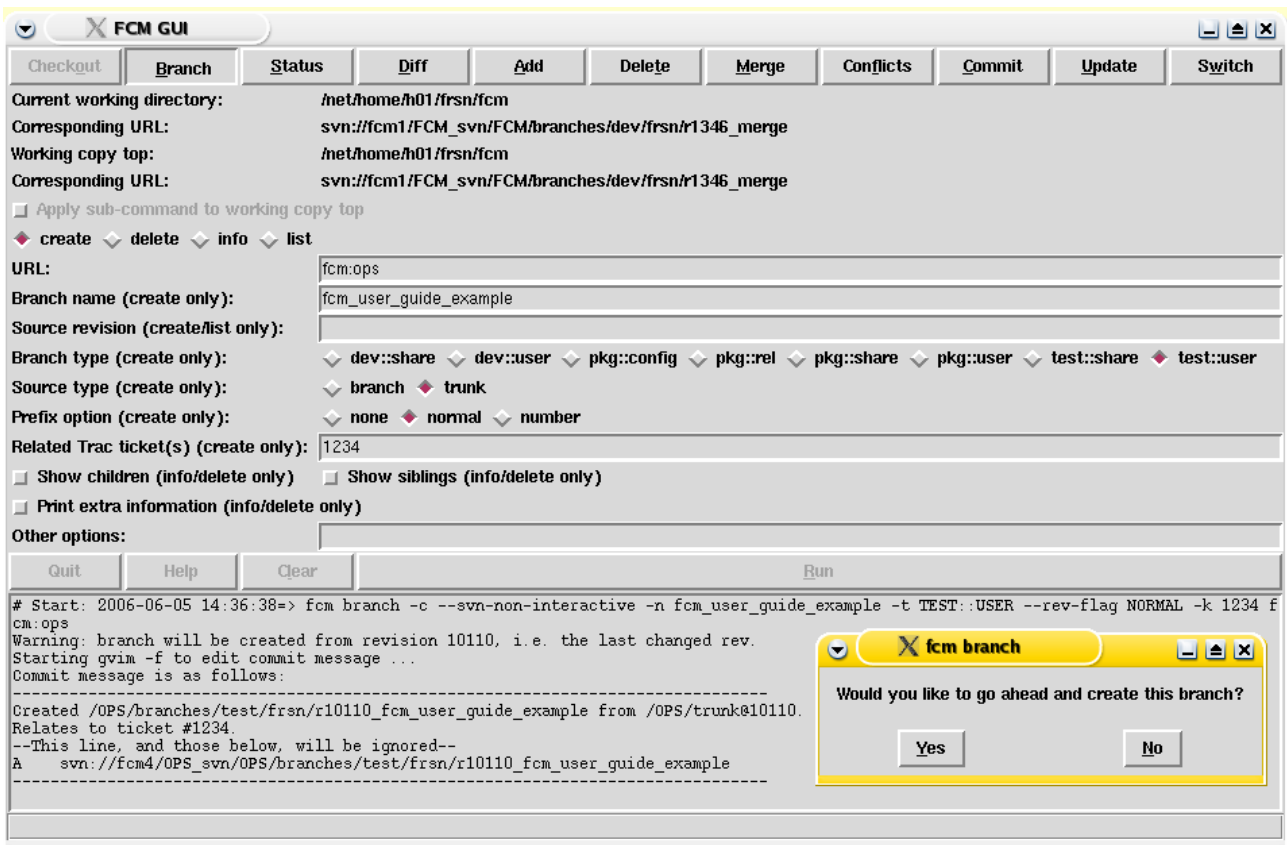 FCM GUI
Checkout Branch Status Diff Add Delete Merge Conflicts Commit Update Switch
Current working directory: /net/home/h01/frsn/fcm
Corresponding URL: svn://fcm1/FCM_svn/FCM/branches/dev/frsn/r1346_merge
Working copy top: /net/home/h01/frsn/fcm
Corresponding URL: svn://fcm1/FCM_svn/FCM/branches/dev/frsn/r1346_merge
Apply sub-command to working copy top
create delete info list
URL: fcm:ops
Branch name (create only): fcm_user_guide_example
Source revision (create/list only):
Branch type (create only): dev::share dev::user pkg::config pkg::rel pkg::share pkg::user test::share test::user
Source type (create only): branch trunk
Prefix option (create only): none normal number
Related Trac ticket(s) (create only): 1234
Show children (info/delete only) Show siblings (info/delete only)
Print extra information (info/delete only)
Other options:
Quit Help Clear Run
# Start: 2006-06-05 14:36:38=> fcm branch -c --svn-non-interactive -n fcm_user_guide_example -t TEST::USER --rev-flag NORMAL -k 1234 f
cm:ops
Warning: branch will be created from revision 10110, i.e. the last changed rev.
Starting gvim -f to edit commit message ...
Commit message is as follows:
--------------------------------------------------------------------------------
Created /OPS/branches/test/frsn/r10110_fcm_user_guide_example from /OPS/trunk@10110.
Relates to ticket #1234.
--This line, and those below, will be ignored--
A    svn://fcm4/OPS_svn/OPS/branches/test/frsn/r10110_fcm_user_guide_example
--------------------------------------------------------------------------------
fcm branch
Would you like to go ahead and create this branch?
Yes No